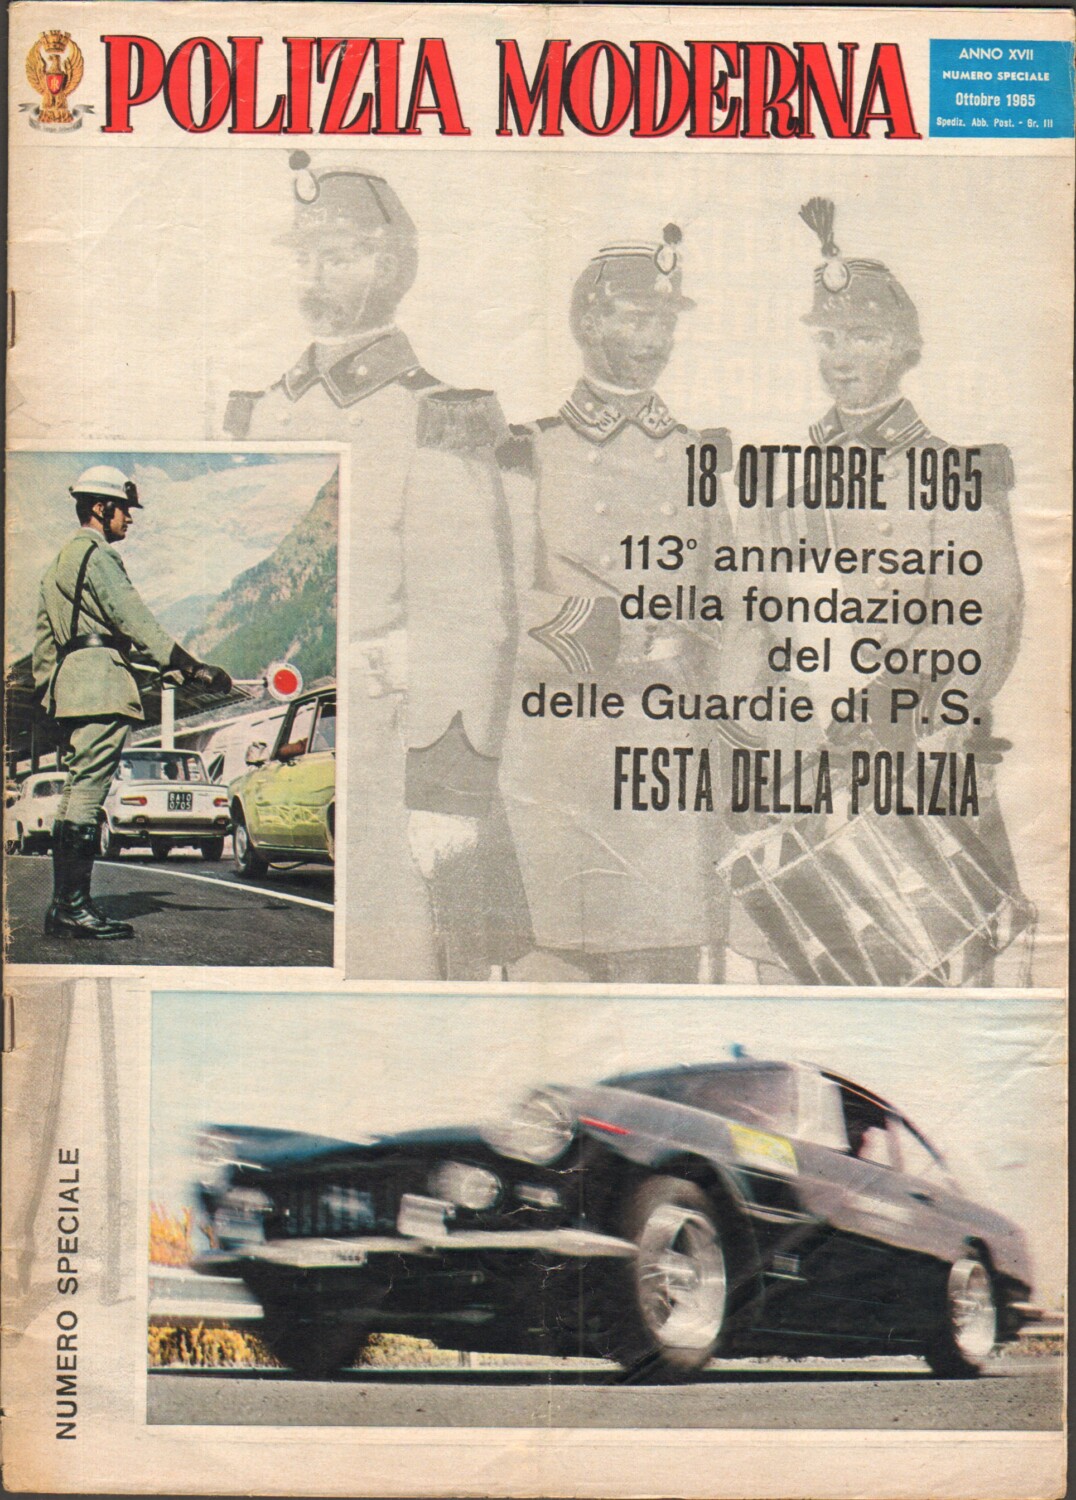 POLIZIA MODERNA
ANNO XVII
NUMERO SPECIALE
Ottobre 1965
Spediz. Abb. Post. - Gr. III
18 OTTOBRE 1965
113° anniversario
della fondazione
del Corpo
delle Guardie di P. S.
FESTA DELLA POLIZIA
NUMERO SPECIALE